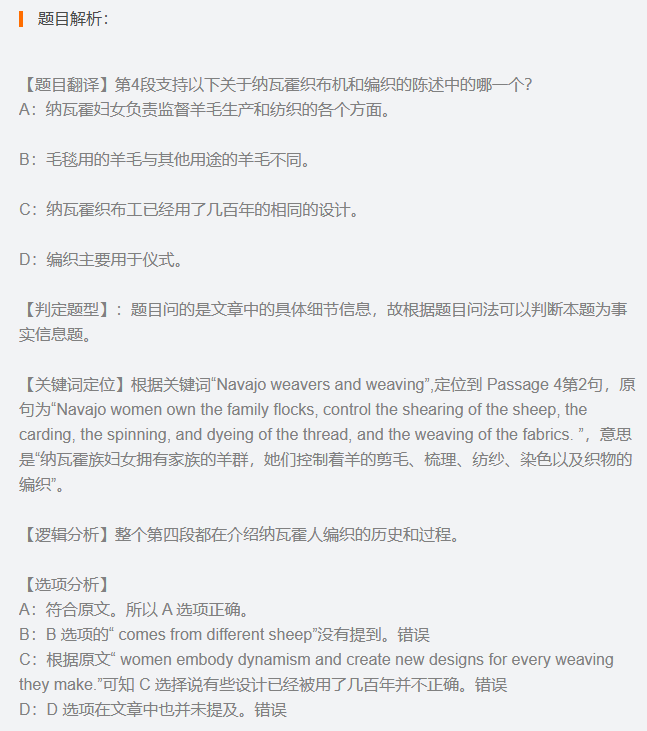 题目解析：
【题目翻译】第4段支持以下关于纳瓦霍织布机和编织的陈述中的哪一个？
A：纳瓦霍妇女负责监督羊毛生产和纺织的各个方面。
B：毛毯用的羊毛与其他用途的羊毛不同。
C：纳瓦霍织布工已经用了几百年的相同的设计。
D：编织主要用于仪式。
【判定题型】：题目问的是文章中的具体细节信息，故根据题目问法可以判断本题为事
实信息题。
【关键词定位】根据关键词“Navajo weavers and weaving”,定位到 Passage 4第2句，原
句为“Navajo women own the family flocks, control the shearing of the sheep, the
carding, the spinning, and dyeing of the thread, and the weaving of the fabrics. ”，意思
是“纳瓦霍族妇女拥有家族的羊群，她们控制着羊的剪毛、梳理、纺纱、染色以及织物的
编织”。
【逻辑分析】整个第四段都在介绍纳瓦霍人编织的历史和过程。
【选项分析】
A：符合原文。所以 A 选项正确。
B：B 选项的“ comes from different sheep”没有提到。错误
C：根据原文“ women embody dynamism and create new designs for every weaving
they make.”可知 C 选择说有些设计已经被用了几百年并不正确。错误
D：D 选项在文章中也并未提及。错误